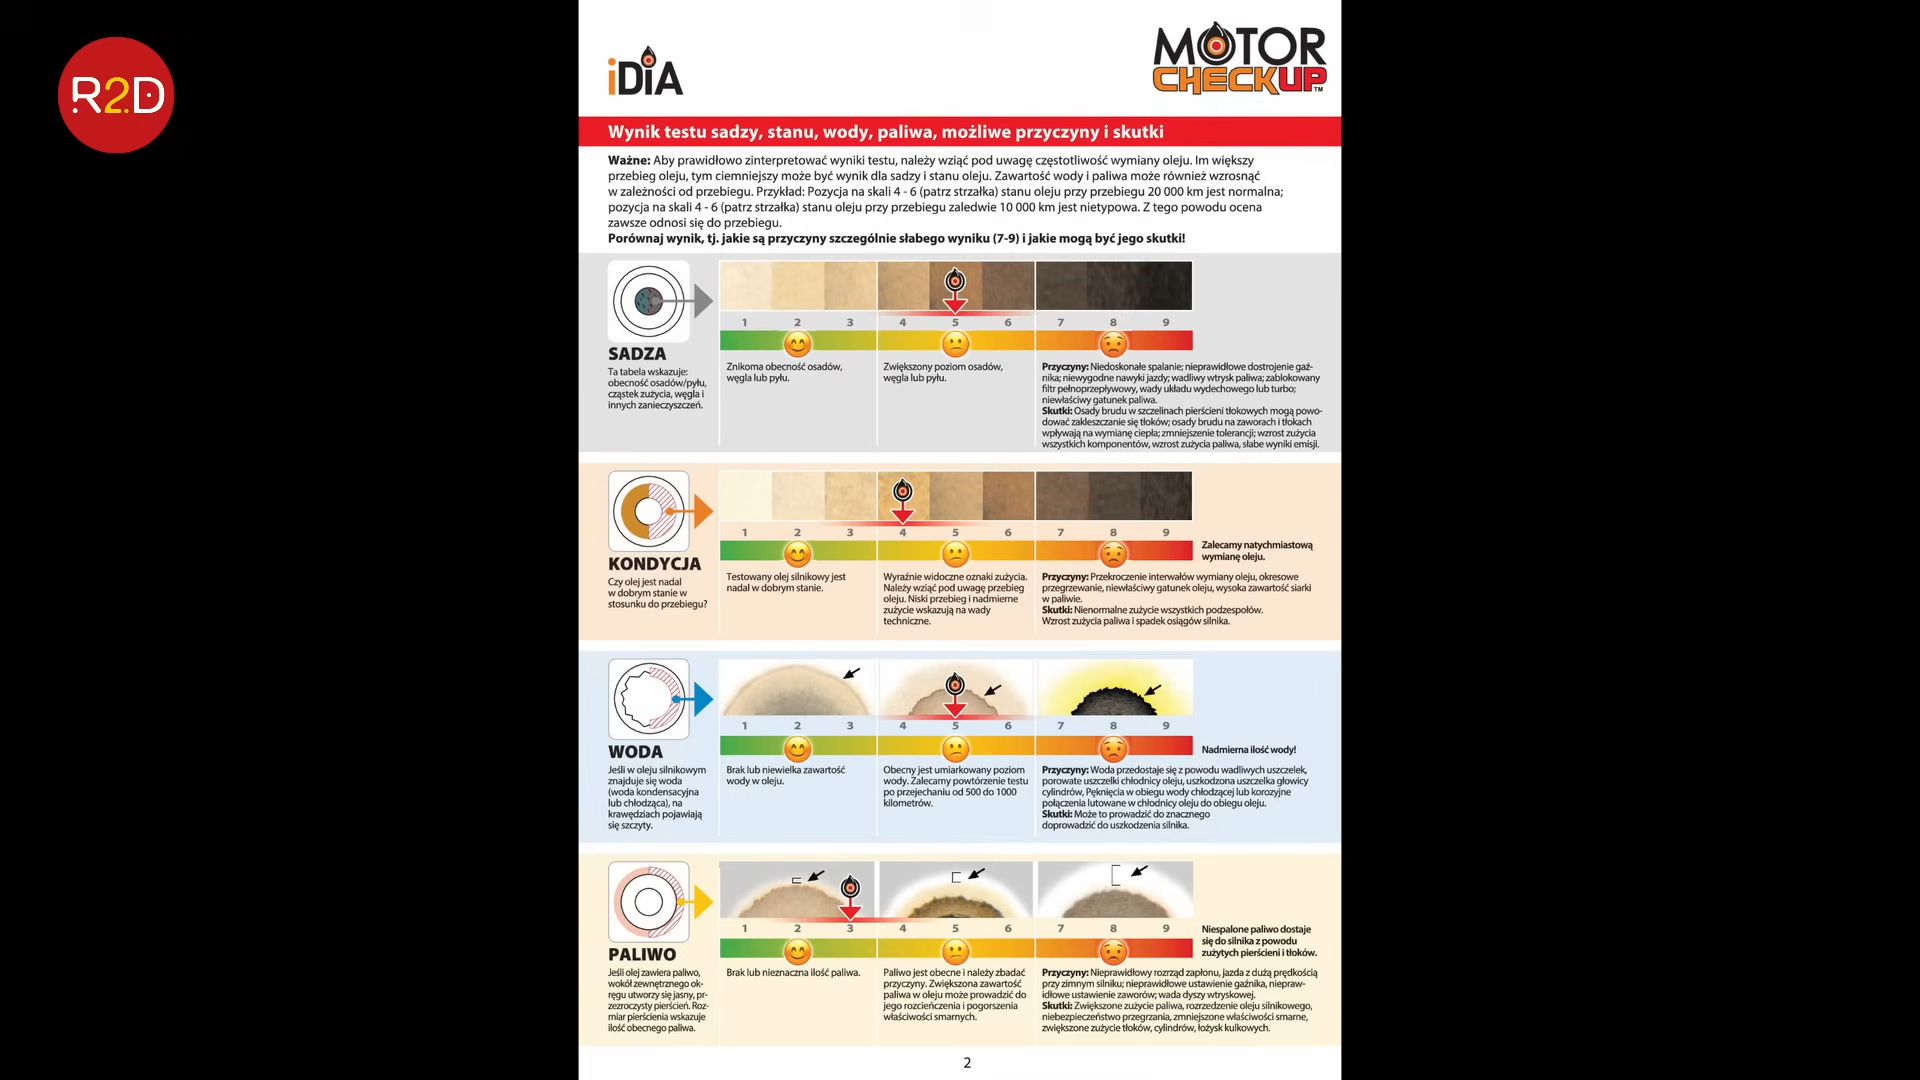 R2D
iDiA
MOTOR
CHECKUP™
Wynik testu sadzy, stanu, wody, paliwa, możliwe przyczyny i skutki
Ważne: Aby prawidłowo zinterpretować wyniki testu, należy wziąć pod uwagę częstotliwość wymiany oleju. Im większy
przebieg oleju, tym ciemniejszy może być wynik dla sadzy i stanu oleju. Zawartość wody i paliwa może również wzrosnąć
w zależności od przebiegu. Przykład: Pozycja na skali 4 - 6 (patrz strzałka) stanu oleju przy przebiegu 20 000 km jest normalna;
pozycja na skali 4 - 6 (patrz strzałka) stanu oleju przy przebiegu zaledwie 10 000 km jest nietypowa. Z tego powodu ocena
zawsze odnosi się do przebiegu.
Porównaj wynik, tj. jakie są przyczyny szczególnie słabego wyniku (7-9) i jakie mogą być jego skutki!
SADZA
Ta tabela wskazuje:
obecność osadów/pyłu,
cząstek zużycia, węgla i
innych zanieczyszczeń.
1 2 3 4 5 6 7 8 9
Znikoma obecność osadów,
węgla lub pyłu.
Zwiększony poziom osadów,
węgla lub pyłu.
Przyczyny: Niedoskonałe spalanie; nieprawidłowe dostrojenie gaź-
nika; niewygodne nawyki jazdy; wadliwy wtrysk paliwa; zablokowany
filtr pełnoprzepływowy, wady układu wydechowego lub turbo;
niewłaściwy gatunek paliwa.
Skutki: Osady brudu w szczelinach pierścieni tłokowych mogą powo-
dować zakleszczanie się tłoków; osady brudu na zaworach i tłokach
wpływają na wymianę ciepła; zmniejszenie tolerancji; wzrost zużycia
wszystkich komponentów, wzrost zużycia paliwa, słabe wyniki emisji.
KONDYCJA
Czy olej jest nadal
w dobrym stanie w
stosunku do przebiegu?
1 2 3 4 5 6 7 8 9
Testowany olej silnikowy jest
nadal w dobrym stanie.
Wyraźnie widoczne oznaki zużycia.
Należy wziąć pod uwagę przebieg
oleju. Niski przebieg i nadmierne
zużycie wskazują na wady
techniczne.
Zalecamy natychmiastową
wymianę oleju.
Przyczyny: Przekroczenie interwałów wymiany oleju, okresowe
przegrzewanie, niewłaściwy gatunek oleju, wysoka zawartość siarki
w paliwie.
Skutki: Nienormalne zużycie wszystkich podzespołów.
Wzrost zużycia paliwa i spadek osiągów silnika.
WODA
Jeśli w oleju silnikowym
znajduje się woda
(woda kondensacyjna
lub chłodząca), na
krawędziach pojawiają
się szczyty.
1 2 3 4 5 6 7 8 9
Brak lub niewielka zawartość
wody w oleju.
Obecny jest umiarkowany poziom
wody. Zalecamy powtórzenie testu
po przejechaniu od 500 do 1000
kilometrów.
Nadmierna ilość wody!
Przyczyny: Woda przedostaje się z powodu wadliwych uszczelek,
porowate uszczelki chłodnicy oleju, uszkodzona uszczelka głowicy
cylindrów, Pęknięcia w obiegu wody chłodzącej lub korozyjne
połączenia lutowane w chłodnicy oleju do obiegu oleju.
Skutki: Może to prowadzić do znacznego
doprowadzić do uszkodzenia silnika.
PALIWO
Jeśli olej zawiera paliwo,
wokół zewnętrznego ok-
ręgu utworzy się jasny, pr-
zezroczysty pierścień. Roz-
miar pierścienia wskazuje
ilość obecnego paliwa.
1 2 3 4 5 6 7 8 9
Brak lub nieznaczna ilość paliwa.
Paliwo jest obecne i należy zbadać
przyczyny. Zwiększona zawartość
paliwa w oleju może prowadzić do
jego rozcieńczenia i pogorszenia
właściwości smarnych.
Niespalone paliwo dostaje
się do silnika z powodu
zużytych pierścieni i tłoków.
Przyczyny: Nieprawidłowy rozrząd zapłonu, jazda z dużą prędkością
przy zimnym silniku; nieprawidłowe ustawienie gaźnika, niepraw-
idłowe ustawienie zaworów; wada dyszy wtryskowej.
Skutki: Zwiększone zużycie paliwa, rozrzedzenie oleju silnikowego,
niebezpieczeństwo przegrzania, zmniejszone właściwości smarne,
zwiększone zużycie tłoków, cylindrów, łożysk kulkowych.
2